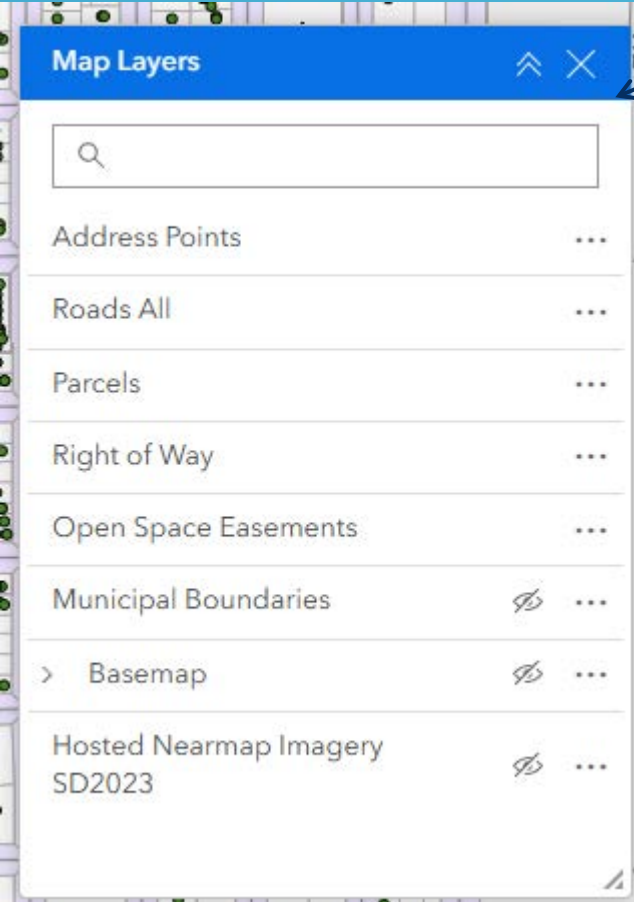 Map Layers
Address Points
Roads All
Parcels
Right of Way
Open Space Easements
Municipal Boundaries
Basemap
Hosted Nearmap Imagery
SD2023